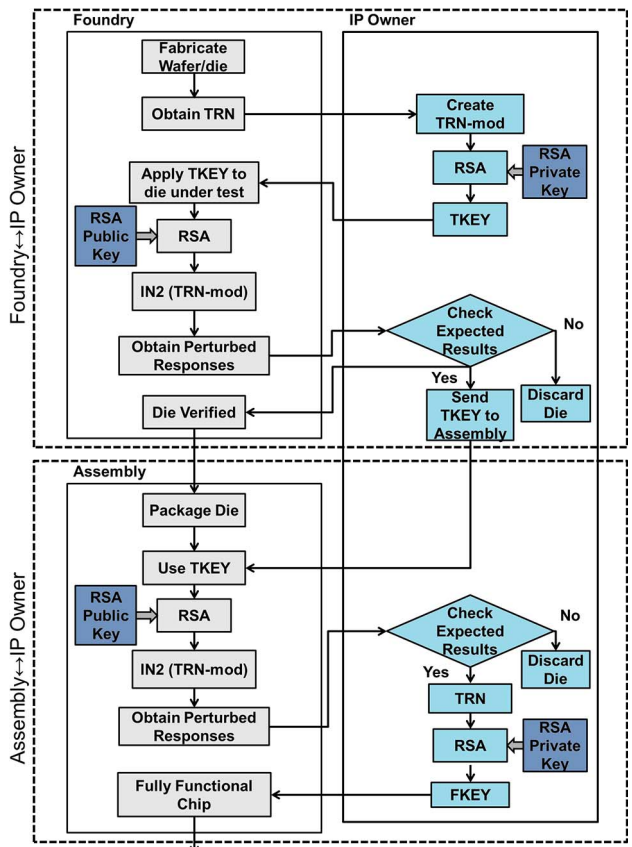 Foundry
IP Owner
Foundry↔IP Owner
Fabricate
Wafer/die
Obtain TRN
Create
TRN-mod
RSA
RSA
Private
Key
TKEY
Apply TKEY to
die under test
RSA
Public
Key
RSA
IN2 (TRN-mod)
Obtain Perturbed
Responses
Check
Expected
Results
No
Yes
Discard
Die
Send
TKEY to
Assembly
Die Verified
Assembly
Assembly↔IP Owner
Package Die
Use TKEY
RSA
Public
Key
RSA
IN2 (TRN-mod)
Obtain Perturbed
Responses
Check
Expected
Results
No
Yes
Discard
Die
TRN
RSA
RSA
Private
Key
FKEY
Fully Functional
Chip